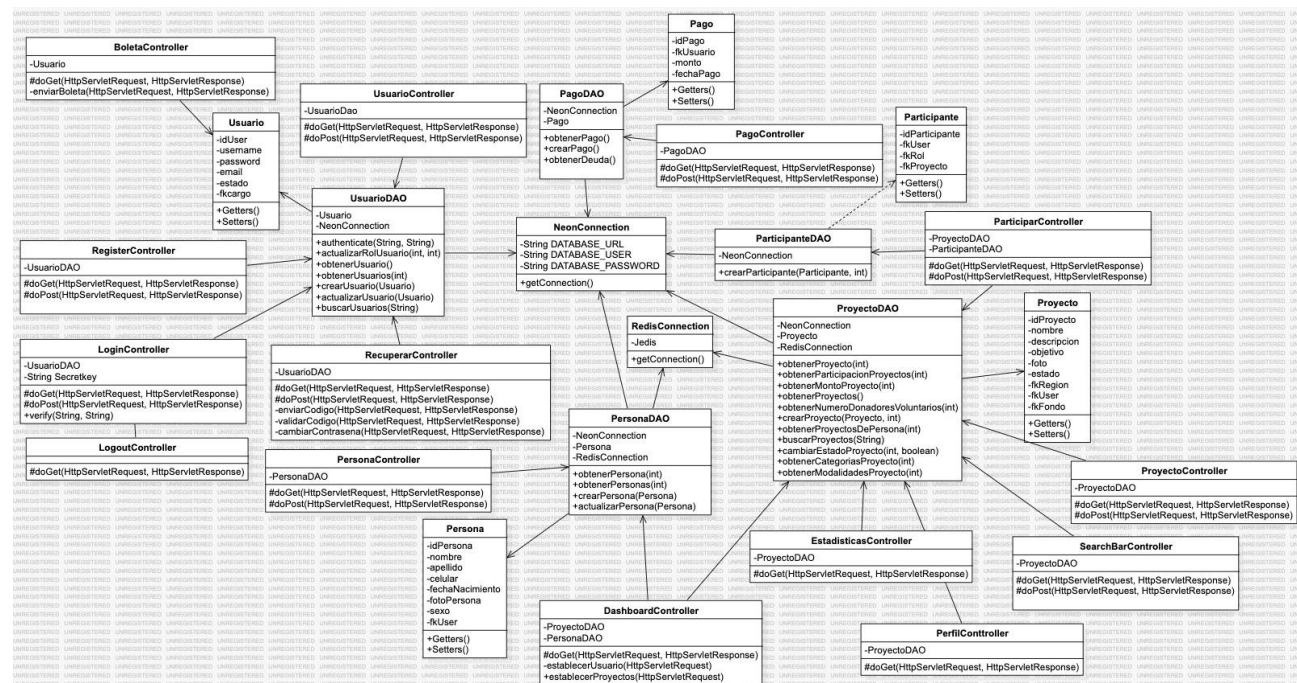 BoletaController
-Usuario
#doGet(HttpServletRequest, HttpServletResponse)
-enviarBoleta(HttpServletRequest, HttpServletResponse)
Usuario
-idUser
-username
-password
-email
-estado
-fkcargo
+Getters()
+Setters()
UsuarioController
-UsuarioDao
#doGet(HttpServletRequest, HttpServletResponse)
#doPost(HttpServletRequest, HttpServletResponse)
PagoDAO
-NeonConnection
-Pago
+obtenerPago()
+crearPago()
+obtenerDeuda()
Pago
-idPago
-fkUsuario
-monto
-fechaPago
+Getters()
+Setters()
PagoController
-PagoDAO
#doGet(HttpServletRequest, HttpServletResponse)
#doPost(HttpServletRequest, HttpServletResponse)
Participante
-idParticipante
-fkUser
-fkRol
-fkProyecto
+Getters()
+Setters()
UsuarioDAO
-Usuario
-NeonConnection
+authenticate(String, String)
+actualizarRolUsuario(int, int)
+obtenerUsuario()
+obtenerUsuarios(int)
+crearUsuario(Usuario)
+actualizarUsuario(Usuario)
+buscarUsuarios(String)
NeonConnection
-String DATABASE_URL
-String DATABASE_USER
-String DATABASE_PASSWORD
+getConnection()
ParticipanteDAO
-NeonConnection
+crearParticipante(Participante, int)
ParticiparController
-ProyectoDAO
-ParticipanteDAO
#doGet(HttpServletRequest, HttpServletResponse)
#doPost(HttpServletRequest, HttpServletResponse)
RegisterController
-UsuarioDAO
#doGet(HttpServletRequest, HttpServletResponse)
#doPost(HttpServletRequest, HttpServletResponse)
LoginController
-UsuarioDAO
-String Secretkey
#doGet(HttpServletRequest, HttpServletResponse)
#doPost(HttpServletRequest, HttpServletResponse)
+verify(String, String)
LogoutController
#doGet(HttpServletRequest, HttpServletResponse)
RecuperarController
-UsuarioDAO
#doGet(HttpServletRequest, HttpServletResponse)
#doPost(HttpServletRequest, HttpServletResponse)
-enviarCodigo(HttpServletRequest, HttpServletResponse)
-validarCodigo(HttpServletRequest, HttpServletResponse)
-cambiarContrasena(HttpServletRequest, HttpServletResponse)
RedisConnection
-Jedis
+getConnection()
ProyectoDAO
-NeonConnection
-Proyecto
-RedisConnection
+obtenerProyecto(int)
+obtenerParticipacionProyectos(int)
+obtenerMontoProyecto(int)
+obtenerProyectos()
+obtenerNumeroDonadoresVoluntarios(int)
+crearProyecto(Proyecto, int)
+obtenerProyectosDePersona(int)
+buscarProyectos(String)
+cambiarEstadoProyecto(int, boolean)
+obtenerCategoriasProyecto(int)
+obtenerModalidadesProyecto(int)
Proyecto
-idProyecto
-nombre
-descripcion
-objetivo
-foto
-estado
-fkRegion
-fkUser
-fkFondo
+Getters()
+Setters()
PersonaController
-PersonaDAO
#doGet(HttpServletRequest, HttpServletResponse)
#doPost(HttpServletRequest, HttpServletResponse)
PersonaDAO
-NeonConnection
-Persona
-RedisConnection
+obtenerPersona(int)
+obtenerPersonas(int)
+crearPersona(Persona)
+actualizarPersona(Persona)
Persona
-idPersona
-nombre
-apellido
-celular
-fechaNacimiento
-fotoPersona
-sexo
-fkUser
+Getters()
+Setters()
ProyectoController
-ProyectoDAO
#doGet(HttpServletRequest, HttpServletResponse)
#doPost(HttpServletRequest, HttpServletResponse)
EstadisticasController
-ProyectoDAO
#doGet(HttpServletRequest, HttpServletResponse)
SearchBarController
-ProyectoDAO
#doGet(HttpServletRequest, HttpServletResponse)
#doPost(HttpServletRequest, HttpServletResponse)
DashboardController
-ProyectoDAO
-PersonaDAO
#doGet(HttpServletRequest, HttpServletResponse)
-establecerUsuario(HttpServletRequest)
+establecerProyectos(HttpServletRequest)
PerfilConttroller
-ProyectoDAO
#doGet(HttpServletRequest, HttpServletResponse)